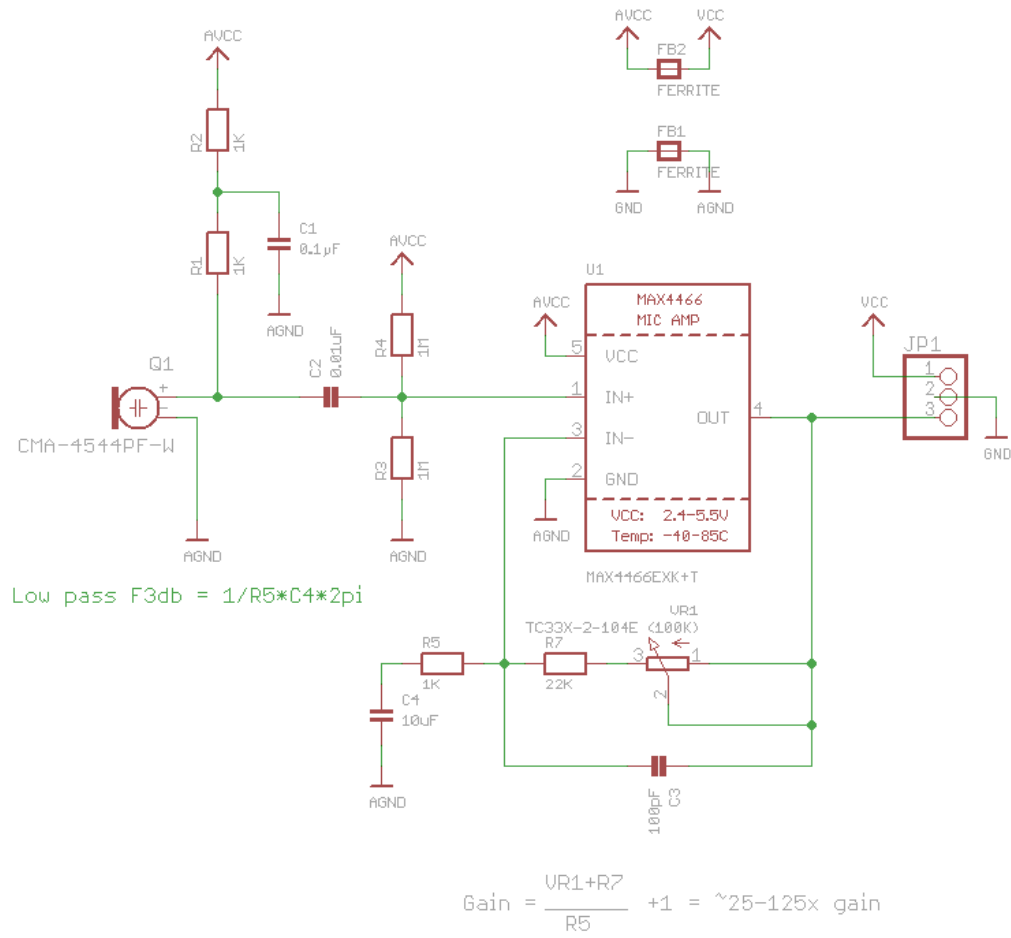 AVCC
VCC
FB2
FERRITE
FB1
FERRITE
GND
AGND
AVCC
R2
1K
R1
1K
C1
0.1µF
AGND
AVCC
R4
1M
C2
0.01uF
Q1
+
-
CMA-4544PF-W
AGND
R3
1M
AGND
U1
MAX4466
MIC AMP
AVCC
5
VCC
1
IN+
3
IN-
2
GND
OUT
4
AGND
VCC: 2.4-5.5V
Temp: -40-85C
MAX4466EXK+T
VCC
JP1
1
2
3
GND
Low pass F3db = 1/R5*C4*2pi
VR1
TC33X-2-104E (100K)
R5
1K
R7
22K
3
1
2
C4
10uF
AGND
100pF
C3
Gain = VR1+R7
R5
+1 = ~25-125x gain